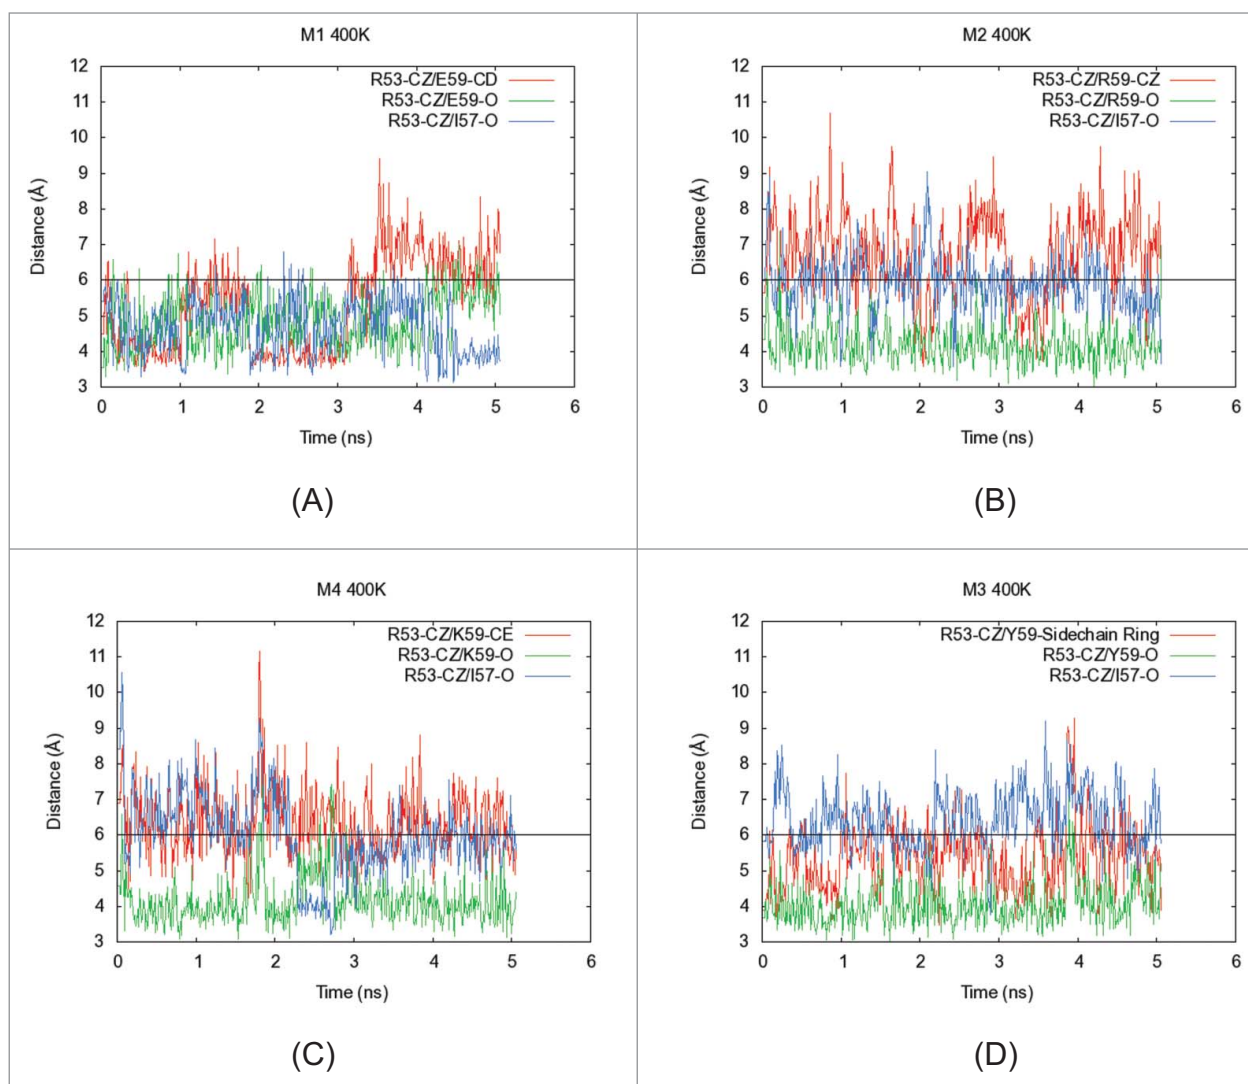 M1 400K
R53-CZ/E59-CD
R53-CZ/E59-O
R53-CZ/I57-O
12
11
10
9
8
7
6
5
4
3
Distance (Å)
0 1 2 3 4 5 6
Time (ns)
(A)
M2 400K
R53-CZ/R59-CZ
R53-CZ/R59-O
R53-CZ/I57-O
12
11
10
9
8
7
6
5
4
3
Distance (Å)
0 1 2 3 4 5 6
Time (ns)
(B)
M4 400K
R53-CZ/K59-CE
R53-CZ/K59-O
R53-CZ/I57-O
12
11
10
9
8
7
6
5
4
3
Distance (Å)
0 1 2 3 4 5 6
Time (ns)
(C)
M3 400K
R53-CZ/Y59-Sidechain Ring
R53-CZ/Y59-O
R53-CZ/I57-O
12
11
10
9
8
7
6
5
4
3
Distance (Å)
0 1 2 3 4 5 6
Time (ns)
(D)